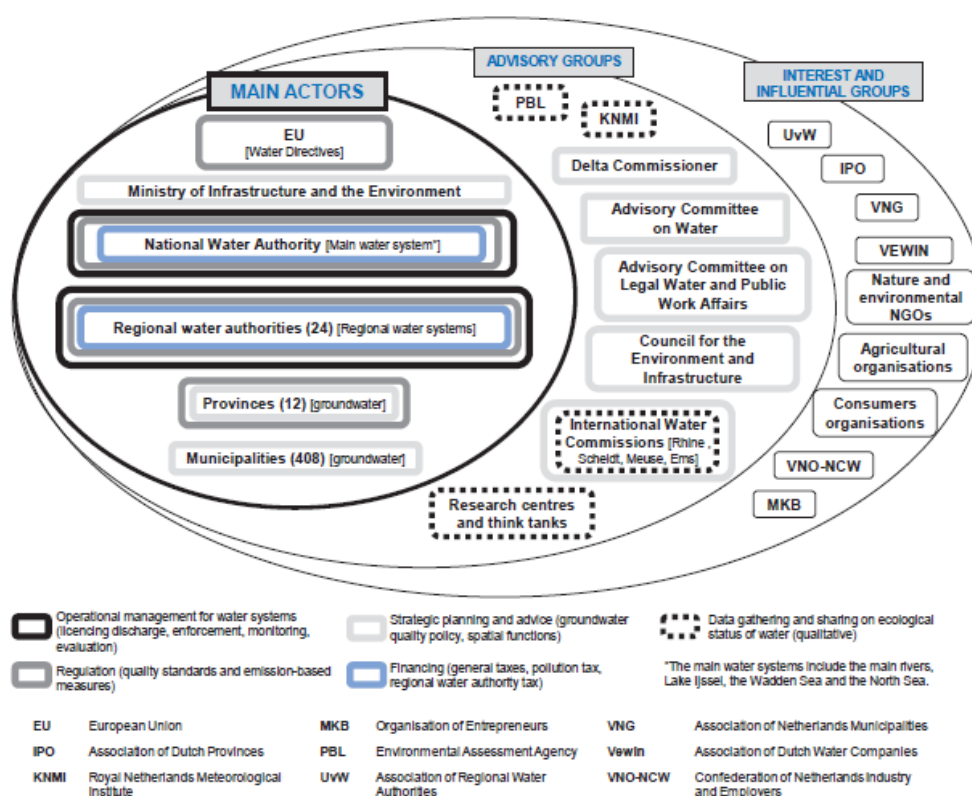 ADVISORY GROUPS
MAIN ACTORS
INTEREST AND
INFLUENTIAL GROUPS
EU
[Water Directives]
Ministry of Infrastructure and the Environment
National Water Authority [Main water system*]
Regional water authorities (24) [Regional water systems]
Provinces (12) [groundwater]
Municipalities (408) [groundwater]
PBL
KNMI
Delta Commissioner
Advisory Committee
on Water
Advisory Committee on
Legal Water and Public
Work Affairs
Council for the
Environment and
Infrastructure
International Water
Commissions [Rhine ,
Scheldt, Meuse, Ems]
Research centres
and think tanks
UvW
IPO
VNG
VEWIN
Nature and
environmental
NGOs
Agricultural
organisations
Consumers
organisations
VNO-NCW
MKB
Operational management for water systems
(licencing discharge, enforcement, monitoring,
evaluation)
Regulation (quality standards and emission-based
measures)
Strategic planning and advice (groundwater
quality policy, spatial functions)
Financing (general taxes, pollution tax,
regional water authority tax)
Data gathering and sharing on ecological
status of water (qualitative)
*The main water systems include the main rivers,
Lake Ijssel, the Wadden Sea and the North Sea.
EU European Union
MKB Organisation of Entrepreneurs
VNG Association of Netherlands Municipalities
IPO Association of Dutch Provinces
PBL Environmental Assessment Agency
Vewin Association of Dutch Water Companies
KNMI Royal Netherlands Meteorological
Institute
UvW Association of Regional Water
Authorities
VNO-NCW Confederation of Netherlands Industry
and Employers